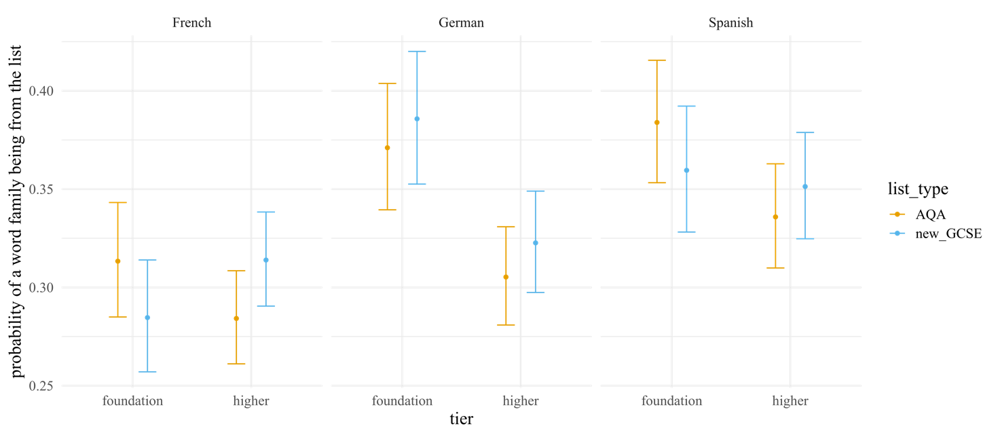 French German Spanish
probability of a word family being from the list
0.40
0.35
0.30
0.25
foundation higher foundation higher foundation higher
tier
list_type
AQA
new_GCSE